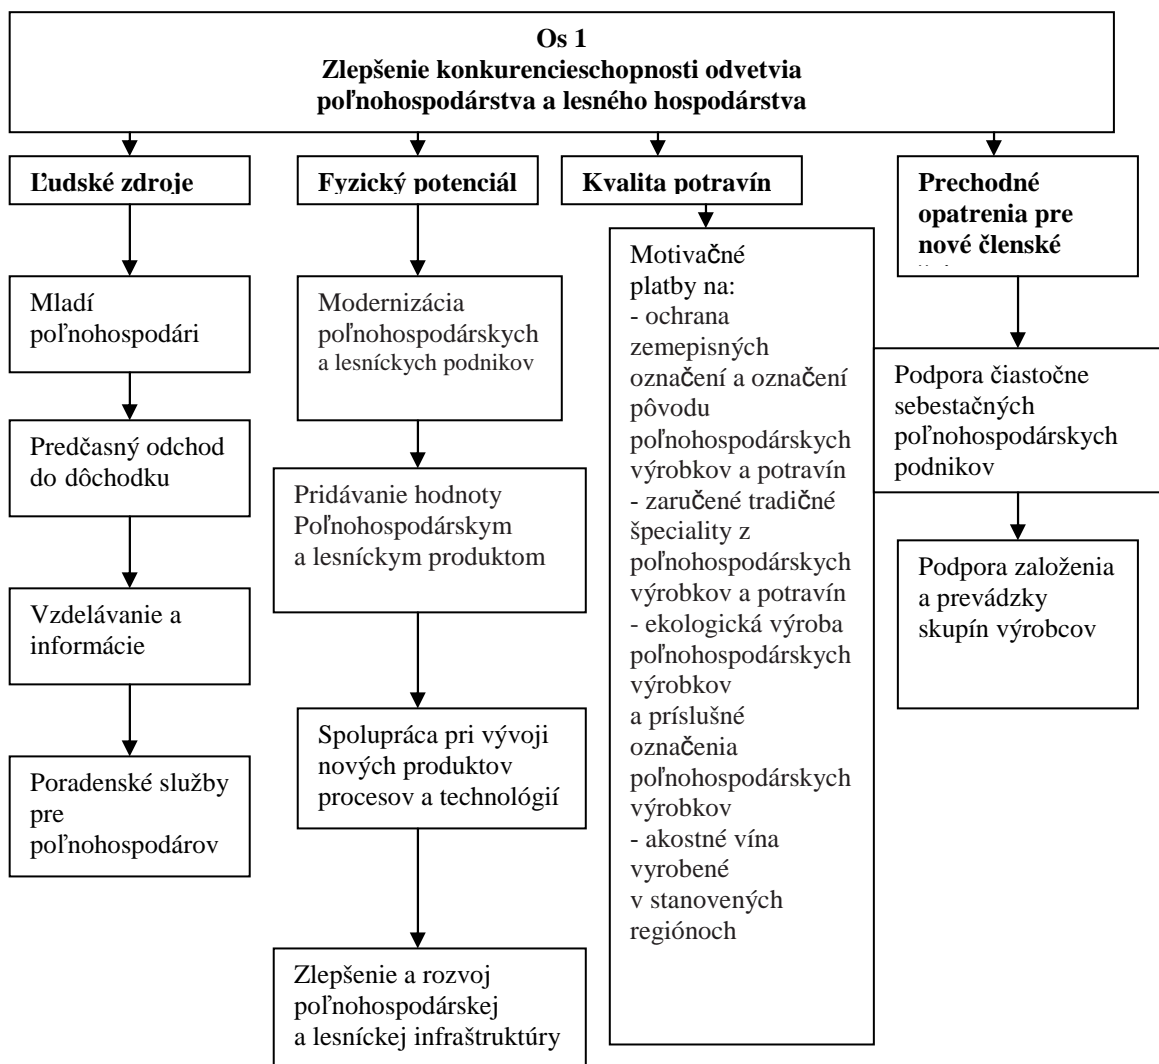 Os 1
Zlepšenie konkurencieschopnosti odvetvia
poľnohospodárstva a lesného hospodárstva
Ľudské zdroje
Mladí
poľnohospodári
Predčasný odchod
do dôchodku
Vzdelávanie a
informácie
Poradenské služby
pre
poľnohospodárov
Fyzický potenciál
Modernizácia
poľnohospodárskych
a lesníckych podnikov
Pridávanie hodnoty
Poľnohospodárskym
a lesníckym produktom
Spolupráca pri vývoji
nových produktov
procesov a technológií
Zlepšenie a rozvoj
poľnohospodárskej
a lesníckej infraštruktúry
Kvalita potravín
Motivačné
platby na:
- ochrana
zemepisných
označení a označení
pôvodu
poľnohospodárskych
výrobkov a potravín
- zaručené tradičné
špeciality z
poľnohospodárskych
výrobkov a potravín
- ekologická výroba
poľnohospodárskych
výrobkov
a príslušné
označenia
poľnohospodárskych
výrobkov
- akostné vína
vyrobené
v stanovených
regiónoch
Prechodné
opatrenia pre
nové členské
Podpora čiastočne
sebestačných
poľnohospodárskych
podnikov
Podpora založenia
a prevádzky
skupín výrobcov